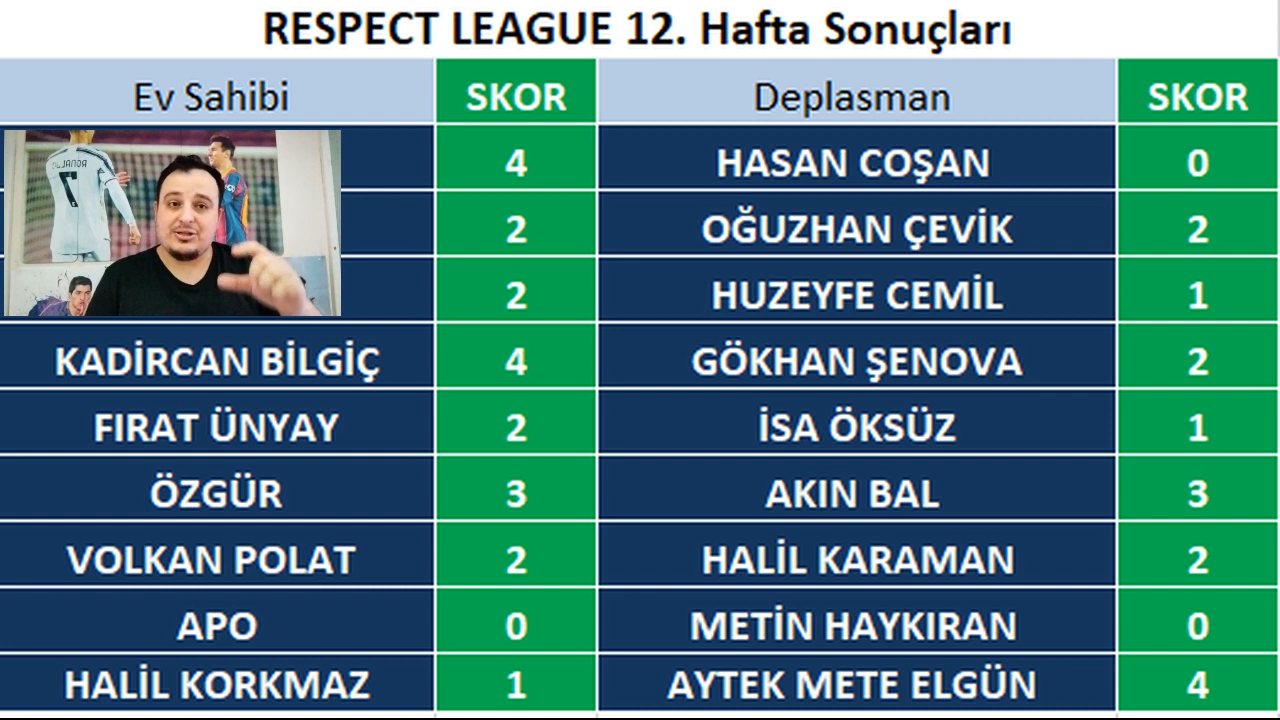 RESPECT LEAGUE 12. Hafta Sonuçları
Ev Sahibi SKOR Deplasman SKOR
4 HASAN COŞAN 0
2 OĞUZHAN ÇEVİK 2
2 HUZEYFE CEMİL 1
KADİRCAN BİLGİÇ 4 GÖKHAN ŞENOVA 2
FIRAT ÜNYAY 2 İSA ÖKSÜZ 1
ÖZGÜR 3 AKIN BAL 3
VOLKAN POLAT 2 HALİL KARAMAN 2
APO 0 METİN HAYKIRAN 0
HALİL KORKMAZ 1 AYTEK METE ELGÜN 4
7